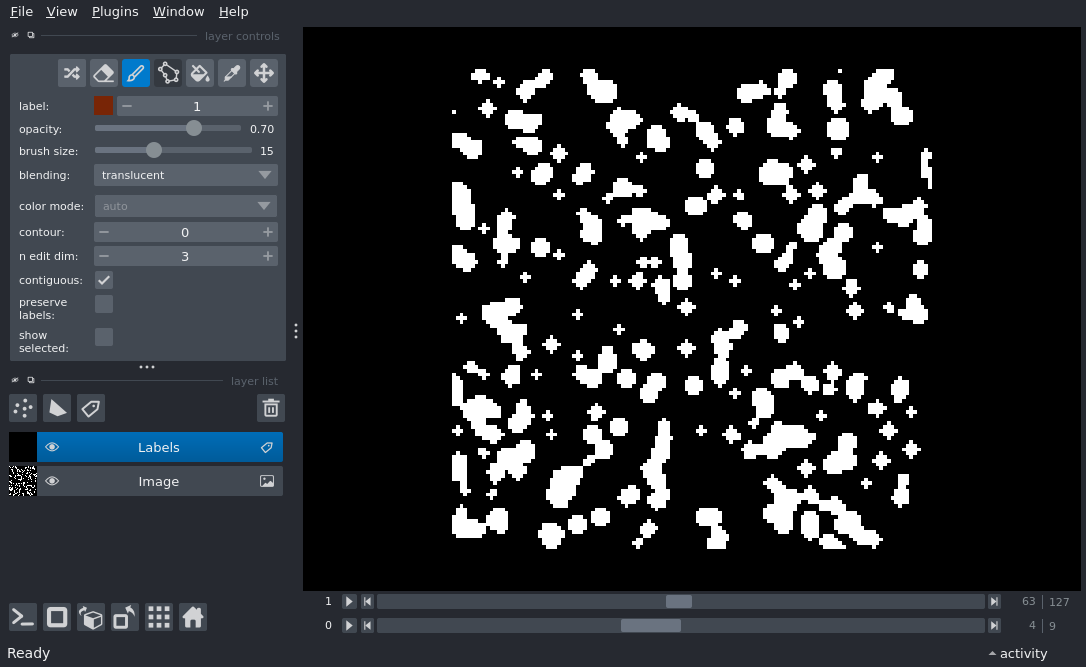 File View Plugins Window Help
layer controls
label: 1
opacity: 0.70
brush size: 15
blending: translucent
color mode: auto
contour: 0
n edit dim: 3
contiguous:
preserve
labels:
show
selected:
layer list
Labels
Image
1 63 127
0 4 9
Ready
activity